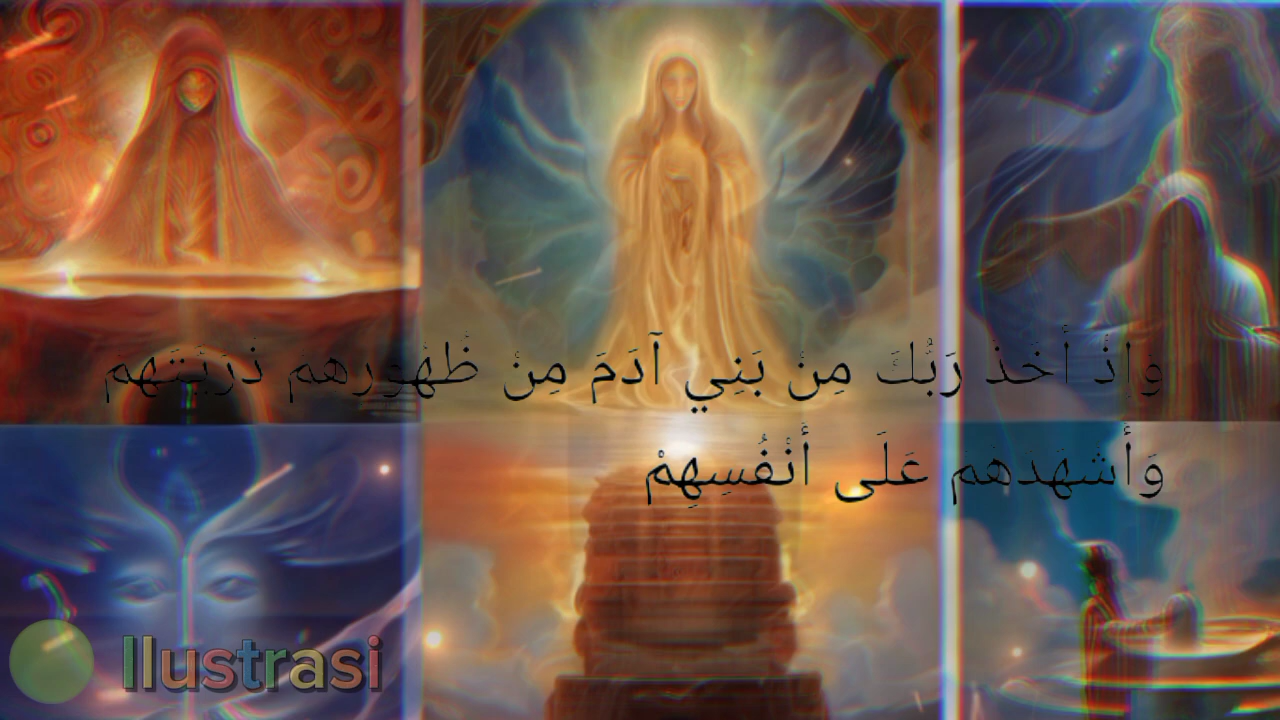 وَإِذْ أَخَذَ رَبُّكَ مِنْ بَنِي آدَمَ مِنْ ظُهُورِهِمْ ذُرِّيَّتَهُمْ
وَأَشْهَدَهُمْ عَلَى أَنْفُسِهِمْ
Ilustrasi